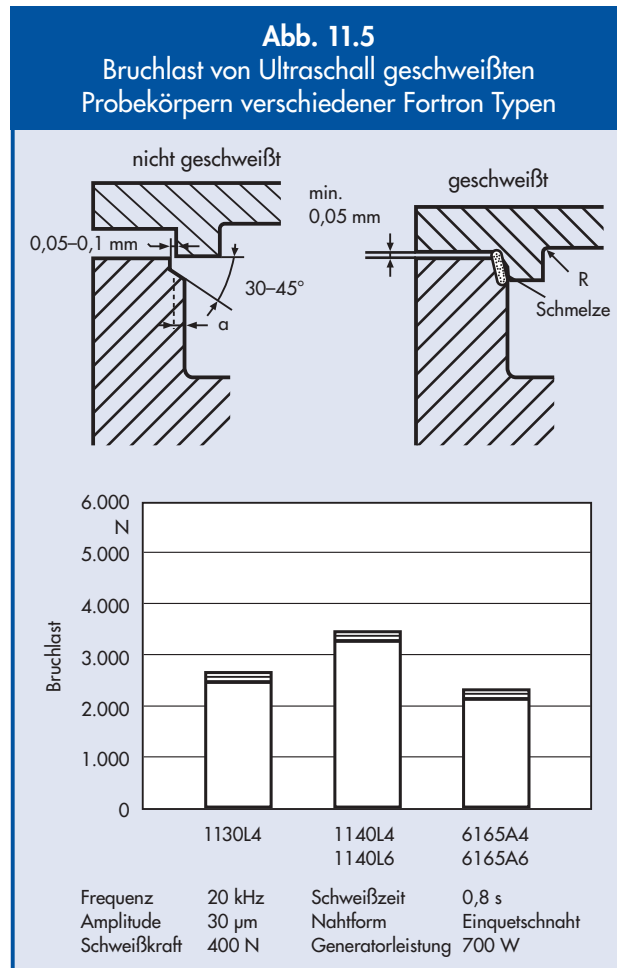 Abb. 11.5
Bruchlast von Ultraschall geschweißten
Probekörpern verschiedener Fortron Typen
nicht geschweißt
0,05–0,1 mm
30–45°
a
min.
0,05 mm
geschweißt
R
Schmelze
6.000
N
5.000
4.000
3.000
2.000
1.000
0
Bruchlast
1130L4 1140L4 6165A4
1140L6 6165A6
Frequenz 20 kHz Schweißzeit 0,8 s
Amplitude 30 µm Nahtform Einquetschnaht
Schweißkraft 400 N Generatorleistung 700 W